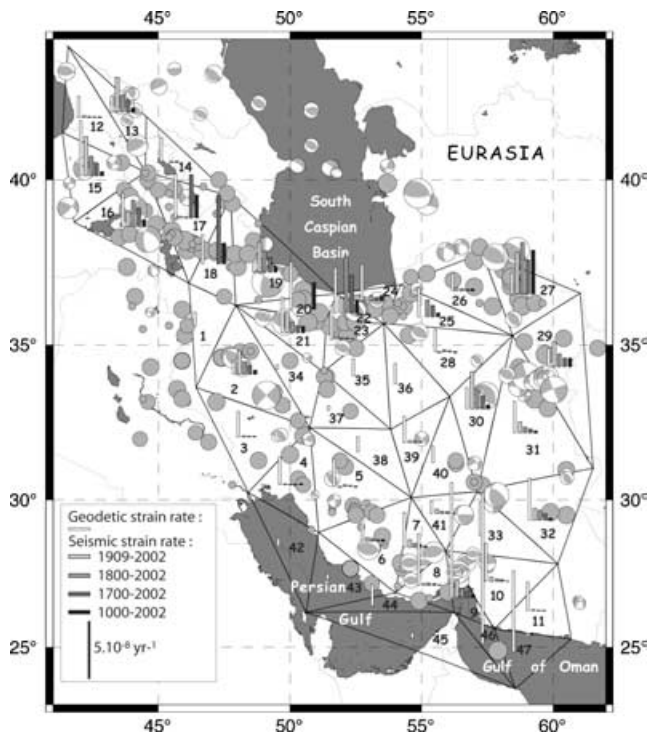 45° 50° 55° 60°
EURASIA
South
Caspian
Basin
40° 40°
35° 35°
30° 30°
25° 25°
12 13 14
15
16 17
18 19
20 21 22 23 24
25 26 27
1 28 29
2 34 35 36
30 31
37 38 39 40
3 4 5
41 33 32
42 6 7 8
43 44 9 10 11
45 46 47
Persian
Gulf
Gulf of Oman
Geodetic strain rate :
Seismic strain rate :
1909-2002
1800-2002
1700-2002
1000-2002
5.10⁻⁸ yr⁻¹
45° 50° 55° 60°